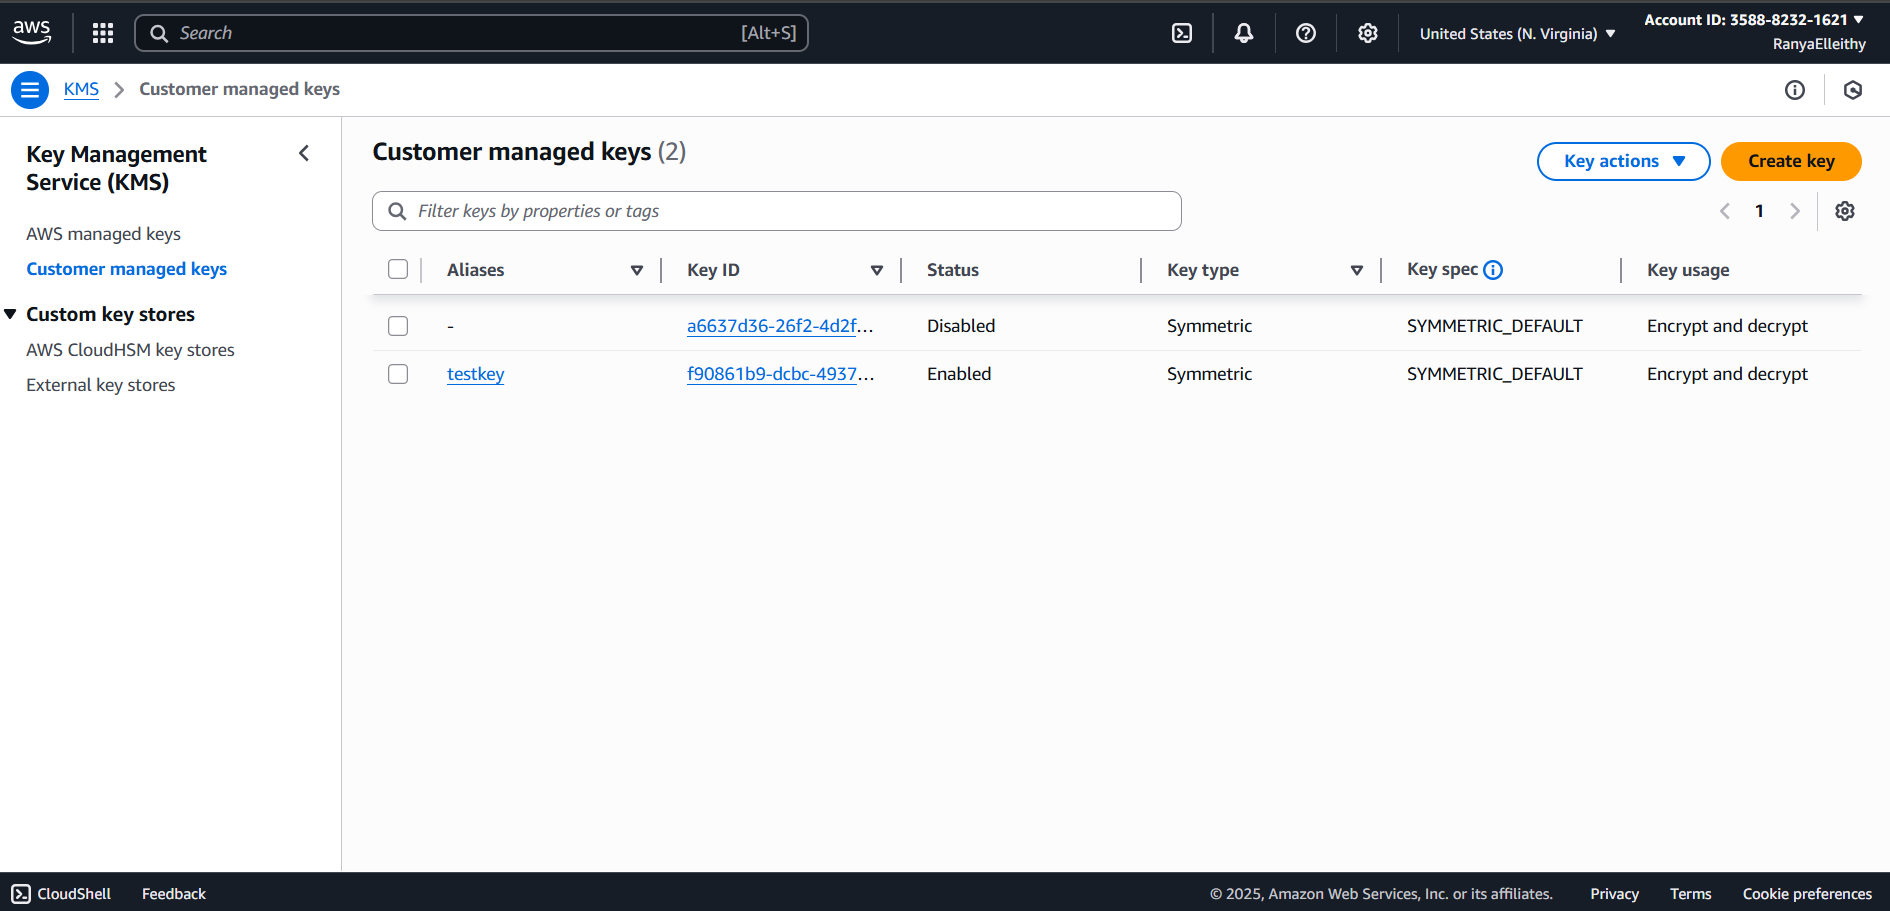 aws
Search [Alt+S]
United States (N. Virginia)
Account ID: 3588-8232-1621
RanyaElleithy
KMS
Customer managed keys
Key Management
Service (KMS)
AWS managed keys
Customer managed keys
Custom key stores
AWS CloudHSM key stores
External key stores
Customer managed keys (2)
Key actions
Create key
Filter keys by properties or tags
1
Aliases Key ID Status Key type Key spec Key usage
- a6637d36-26f2-4d2f... Disabled Symmetric SYMMETRIC_DEFAULT Encrypt and decrypt
testkey f90861b9-dcbc-4937... Enabled Symmetric SYMMETRIC_DEFAULT Encrypt and decrypt
CloudShell Feedback © 2025, Amazon Web Services, Inc. or its affiliates. Privacy Terms Cookie preferences